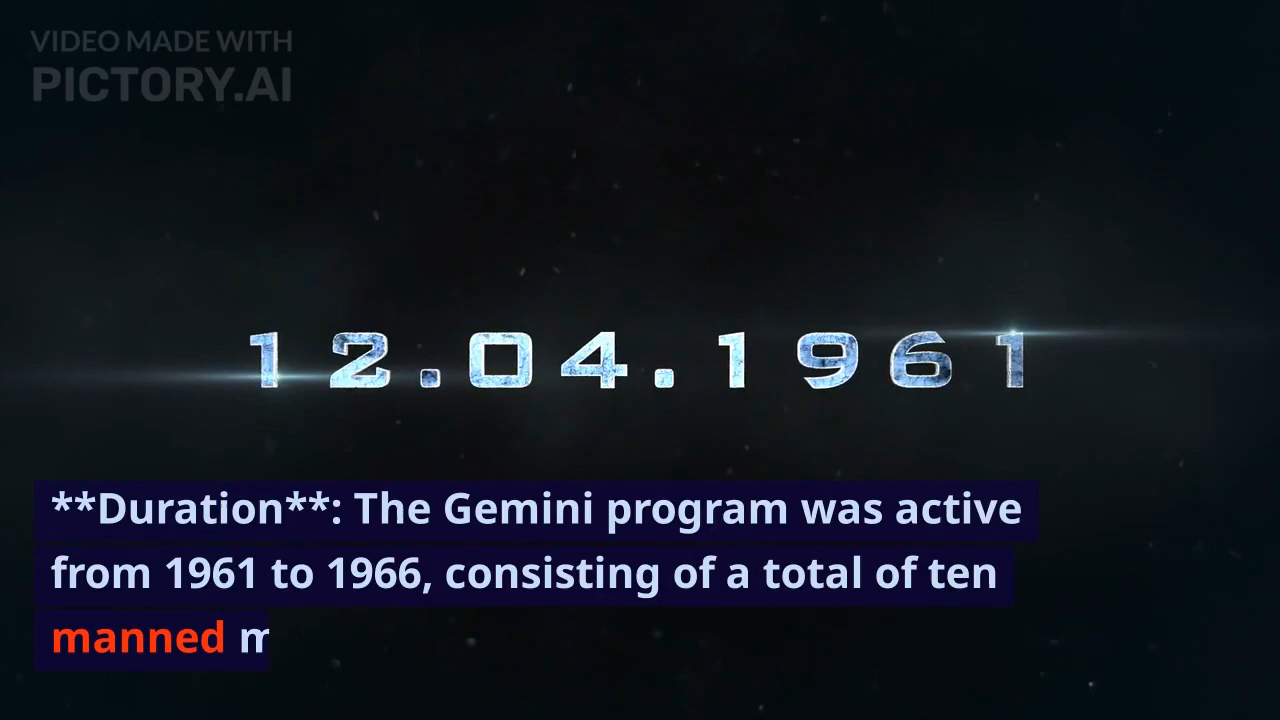 VIDEO MADE WITH
PICTORY.AI
12.04.1961
**Duration**: The Gemini program was active
from 1961 to 1966, consisting of a total of ten
manned m